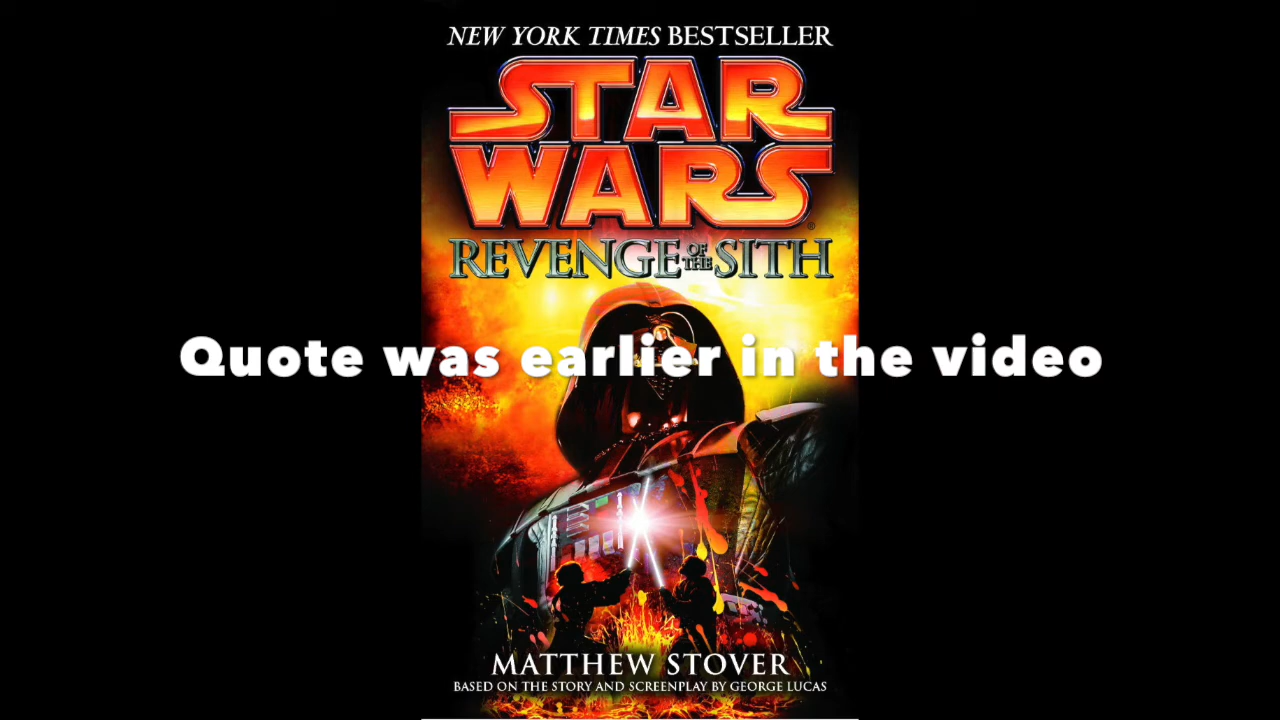 NEW YORK TIMES BESTSELLER
STAR
WARS
REVENGE OF THE SITH
Quote was earlier in the video
MATTHEW STOVER
BASED ON THE STORY AND SCREENPLAY BY GEORGE LUCAS